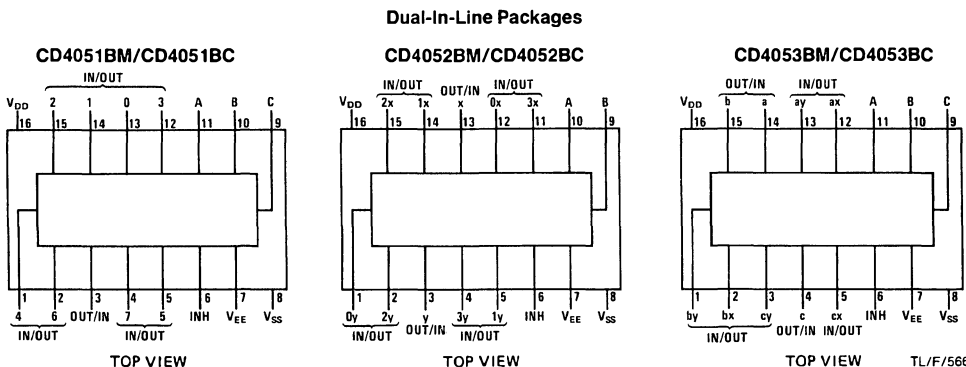 Dual-In-Line Packages
CD4051BM/CD4051BC
IN/OUT
VDD 2 1 0 3 A B C
16 15 14 13 12 11 10 9
1 2 3 4 5 6 7 8
4 6 OUT/IN 7 5 INH VEE VSS
IN/OUT IN/OUT
TOP VIEW
CD4052BM/CD4052BC
IN/OUT OUT/IN IN/OUT
VDD 2x 1x x 0x 3x A B
16 15 14 13 12 11 10 9
1 2 3 4 5 6 7 8
0y 2y y 3y 1y INH VEE VSS
IN/OUT OUT/IN IN/OUT
TOP VIEW
CD4053BM/CD4053BC
OUT/IN IN/OUT
VDD b a ay ax A B C
16 15 14 13 12 11 10 9
1 2 3 4 5 6 7 8
by bx cy c cx INH VEE VSS
IN/OUT OUT/IN IN/OUT
TOP VIEW
TL/F/566